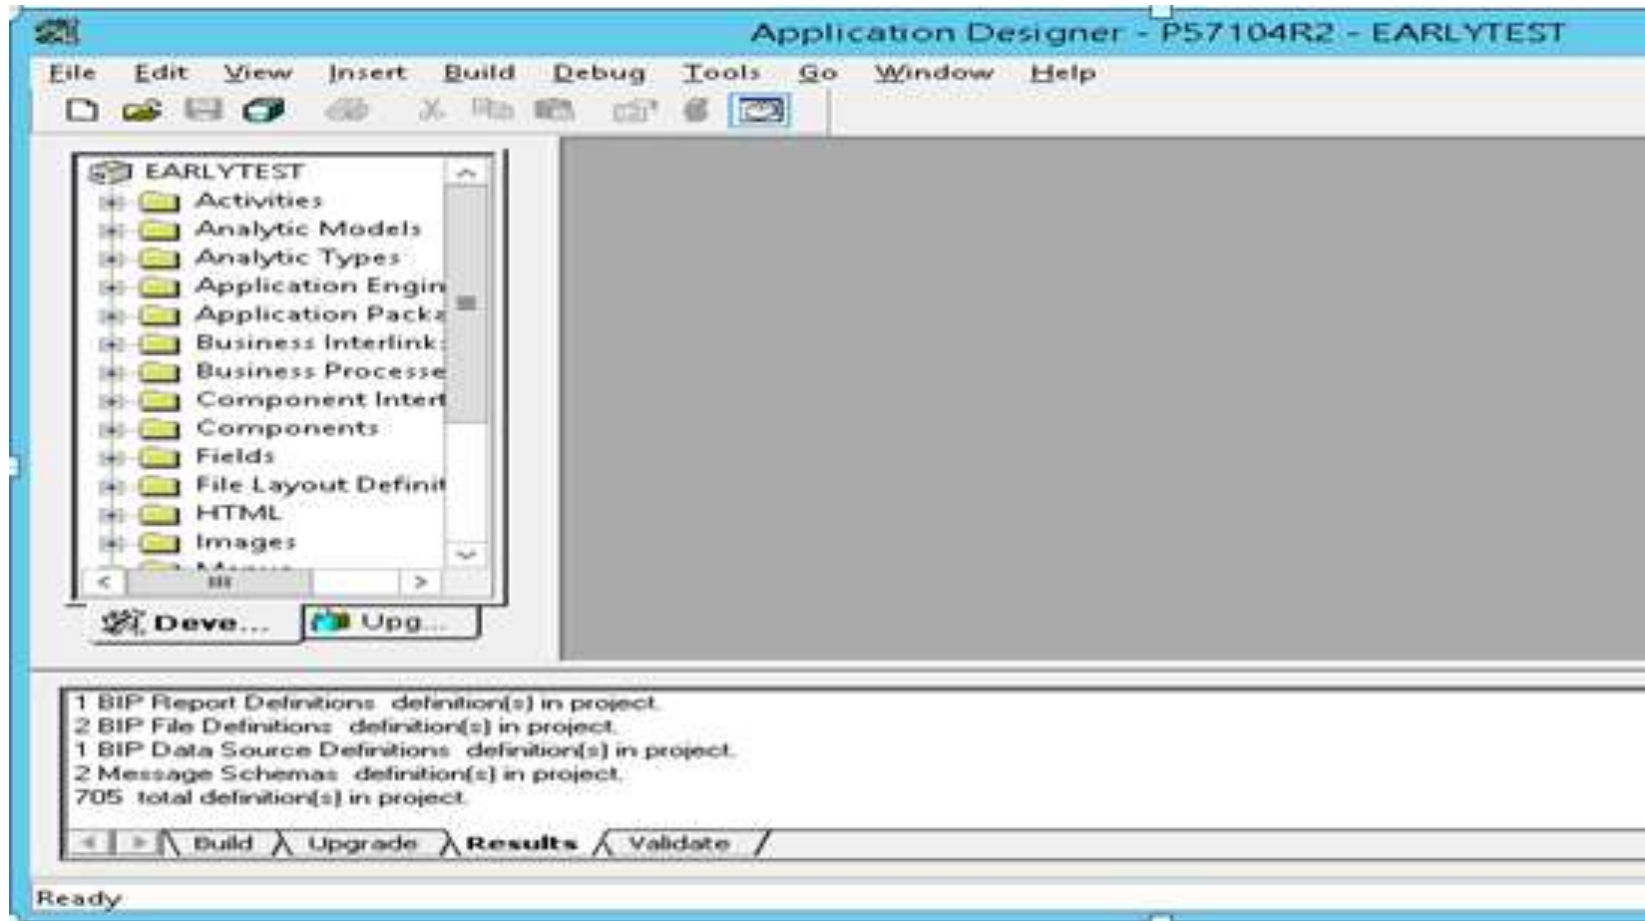 Application Designer - P57104R2 - EARLYTEST
File Edit View Insert Build Debug Tools Go Window Help
EARLYTEST
Activities
Analytic Models
Analytic Types
Application Engin
Application Packa
Business Interlinks
Business Processe
Component Interf
Components
Fields
File Layout Definit
HTML
Images
Menus
Deve... Upg...
1 BIP Report Definitions definition(s) in project.
2 BIP File Definitions definition(s) in project.
1 BIP Data Source Definitions definition(s) in project.
2 Message Schemas definition(s) in project.
705 total definition(s) in project.
Build Upgrade Results Validate
Ready